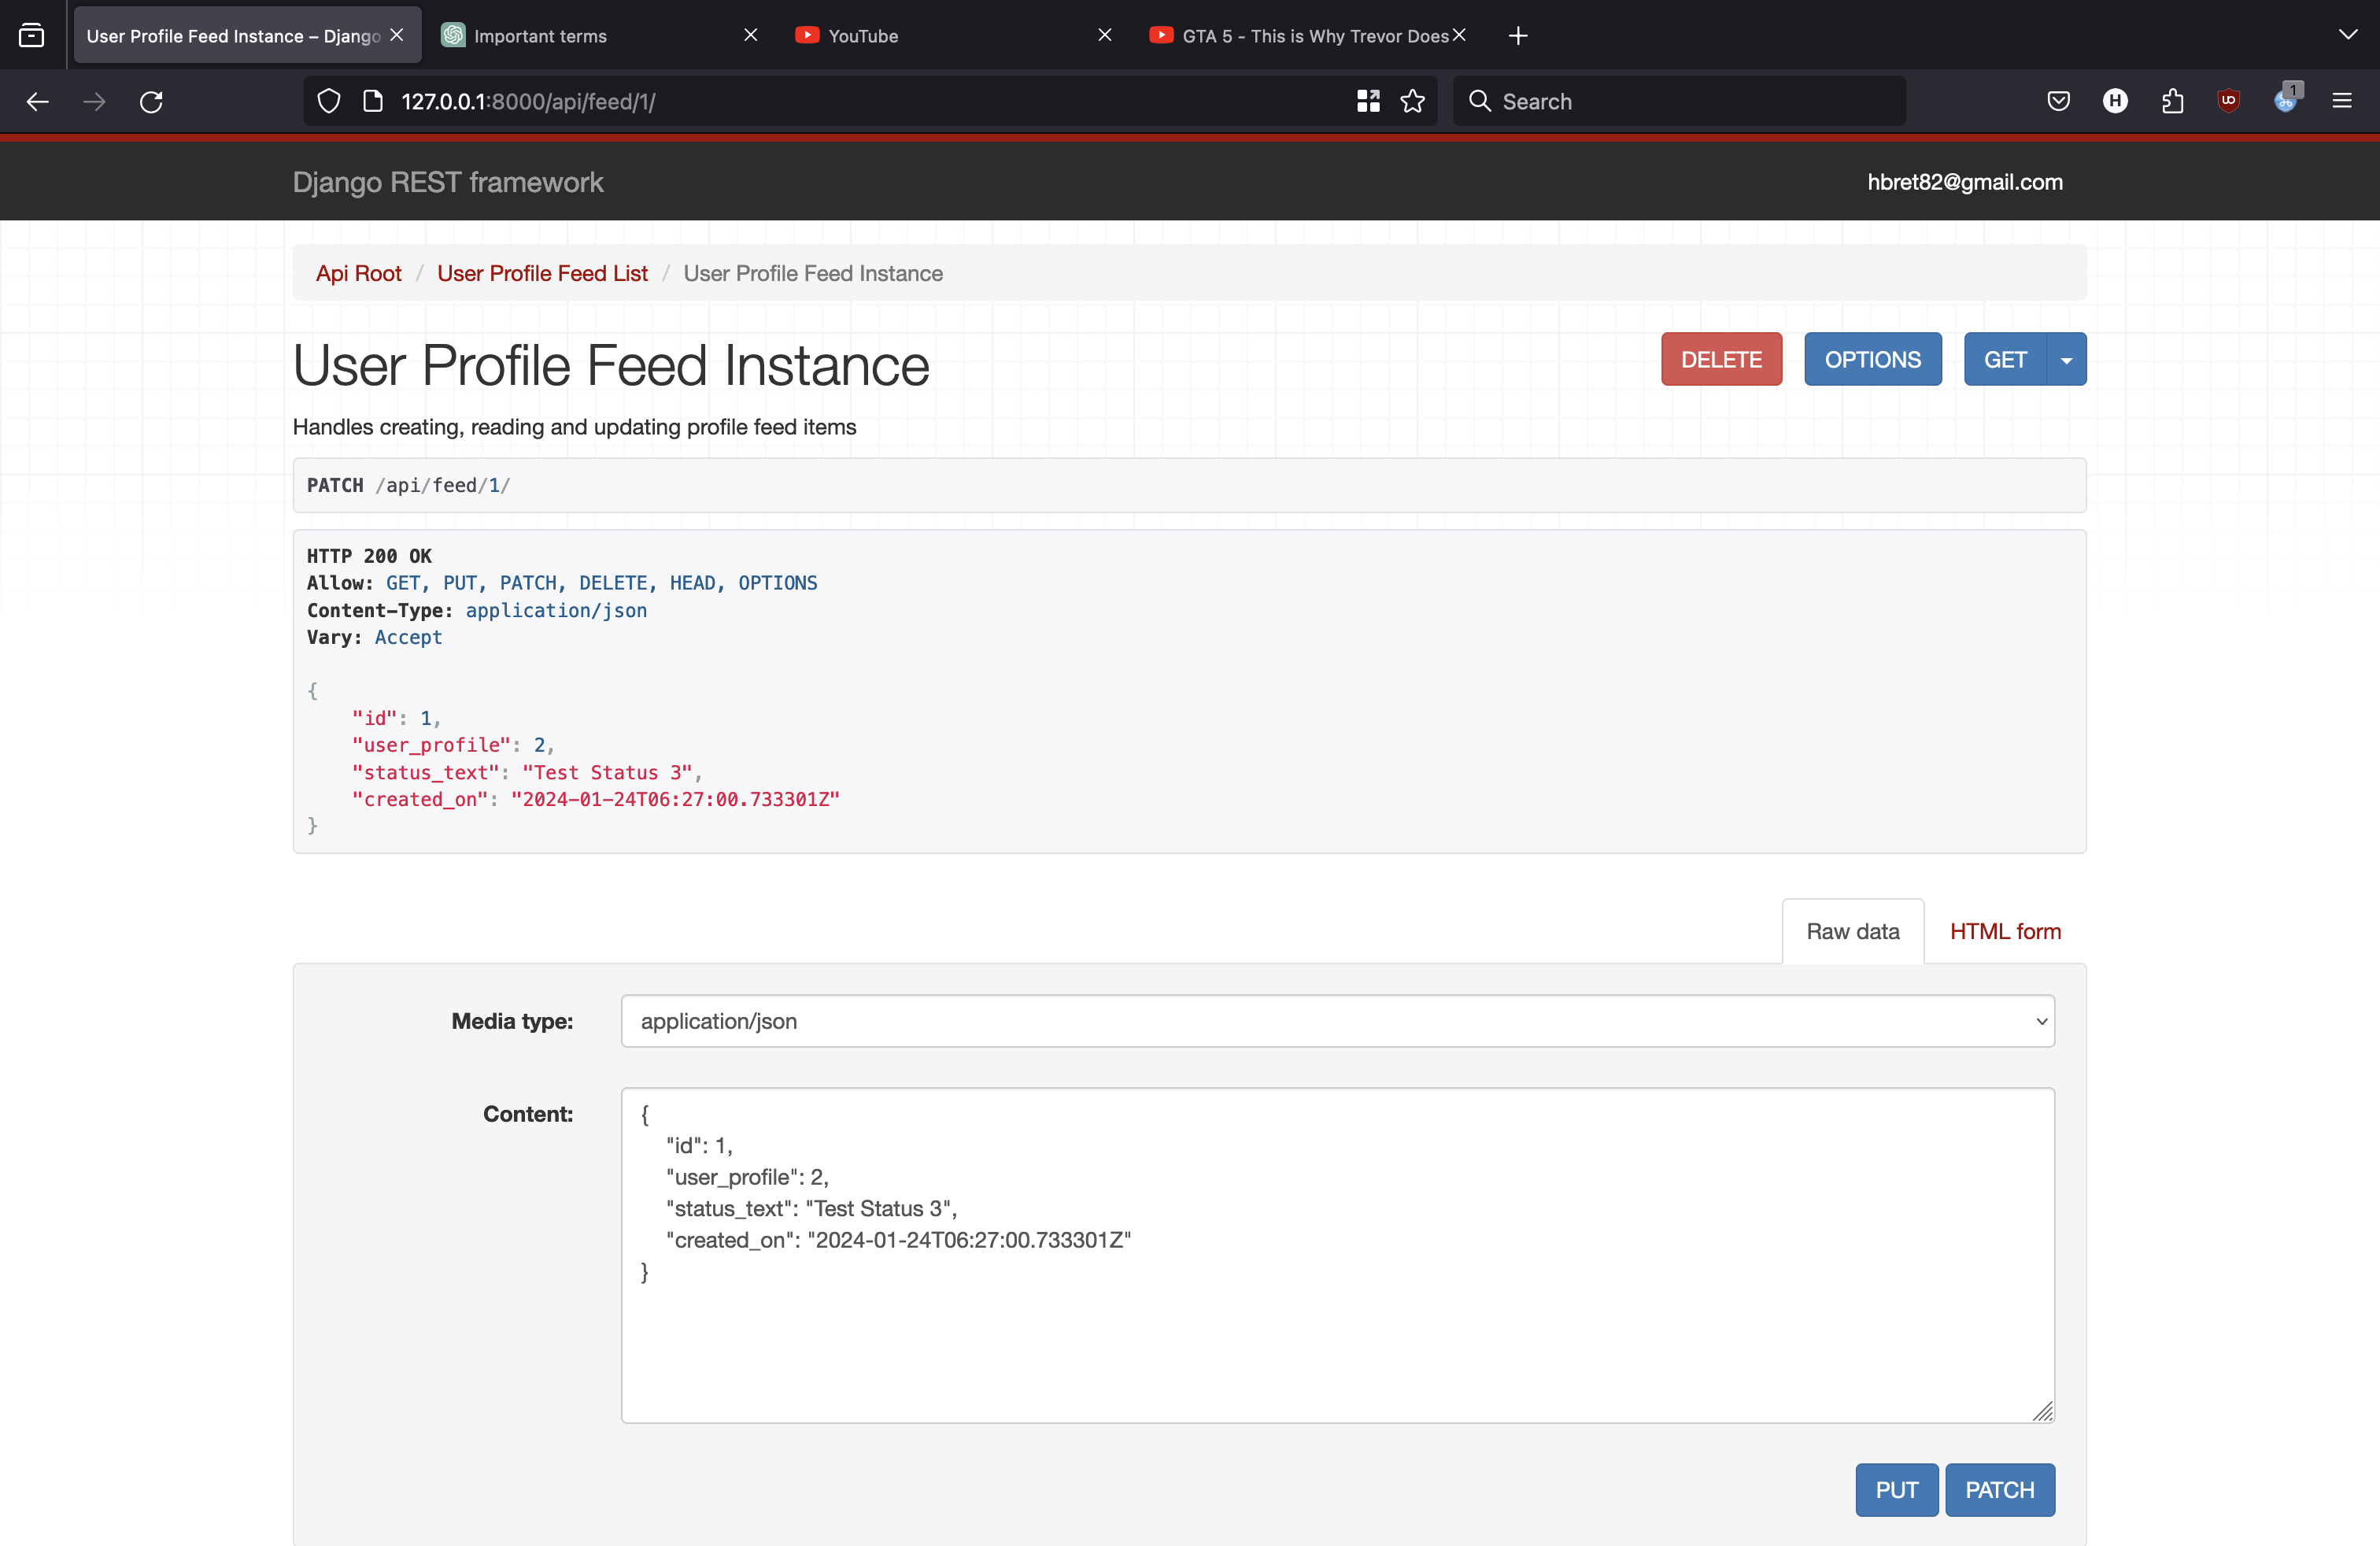 User Profile Feed Instance – Django
Important terms
YouTube
GTA 5 - This is Why Trevor Does
127.0.0.1:8000/api/feed/1/
Search
1
Django REST framework
hbret82@gmail.com
Api Root / User Profile Feed List / User Profile Feed Instance
User Profile Feed Instance
DELETE
OPTIONS
GET
Handles creating, reading and updating profile feed items
PATCH /api/feed/1/
HTTP 200 OK
Allow: GET, PUT, PATCH, DELETE, HEAD, OPTIONS
Content-Type: application/json
Vary: Accept
{
    "id": 1,
    "user_profile": 2,
    "status_text": "Test Status 3",
    "created_on": "2024-01-24T06:27:00.733301Z"
}
Raw data
HTML form
Media type:
application/json
Content:
{
    "id": 1,
    "user_profile": 2,
    "status_text": "Test Status 3",
    "created_on": "2024-01-24T06:27:00.733301Z"
}
PUT
PATCH